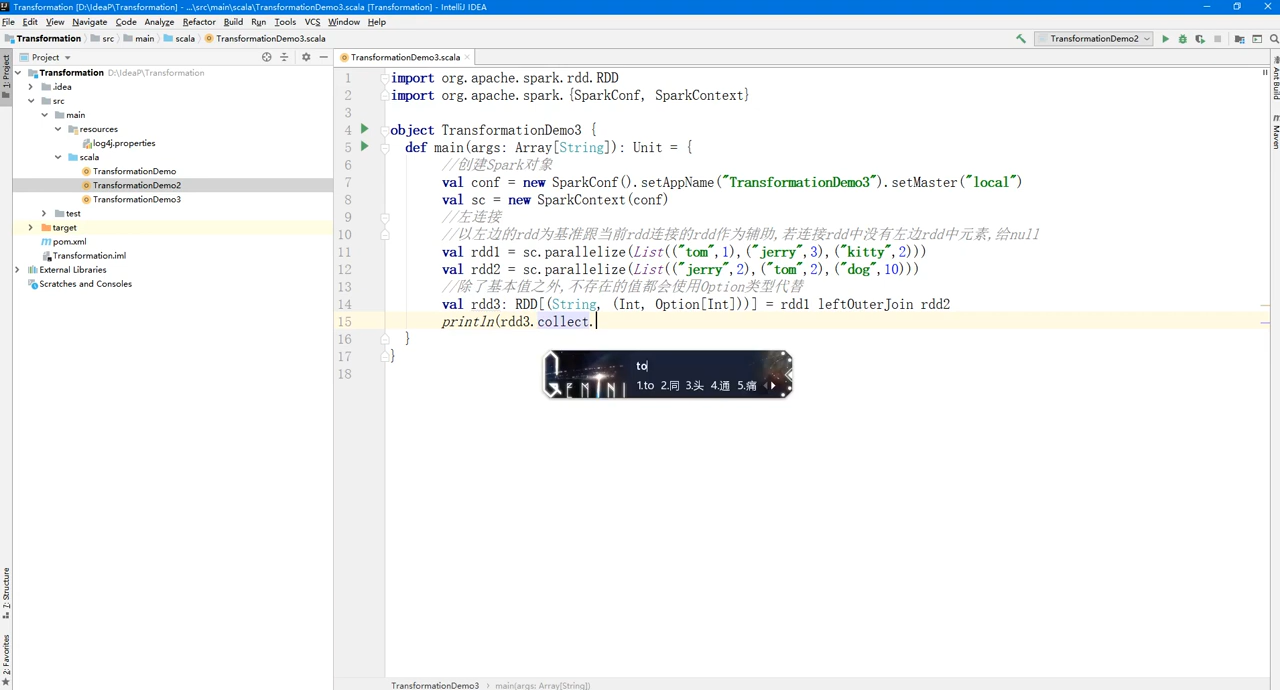 Transformation [D:\IdeaP\Transformation] - ...\src\main\scala\TransformationDemo3.scala [Transformation] - IntelliJ IDEA
File Edit View Navigate Code Analyze Refactor Build Run Tools VCS Window Help
Transformation src main scala TransformationDemo3.scala
TransformationDemo2
1: Project
Project
TransformationDemo3.scala
Transformation D:\IdeaP\Transformation
.idea
src
main
resources
log4j.properties
scala
TransformationDemo
TransformationDemo2
TransformationDemo3
test
target
pom.xml
Transformation.iml
External Libraries
Scratches and Consoles
1 import org.apache.spark.rdd.RDD
2 import org.apache.spark.{SparkConf, SparkContext}
3
4 object TransformationDemo3 {
5 def main(args: Array[String]): Unit = {
6 //创建Spark对象
7 val conf = new SparkConf().setAppName("TransformationDemo3").setMaster("local")
8 val sc = new SparkContext(conf)
9 //左连接
10 //以左边的rdd为基准跟当前rdd连接的rdd作为辅助,若连接rdd中没有左边rdd中元素,给null
11 val rdd1 = sc.parallelize(List(("tom",1),("jerry",3),("kitty",2)))
12 val rdd2 = sc.parallelize(List(("jerry",2),("tom",2),("dog",10)))
13 //除了基本值之外,不存在的值都会使用Option类型代替
14 val rdd3: RDD[(String, (Int, Option[Int]))] = rdd1 leftOuterJoin rdd2
15 println(rdd3.collect.
16 }
17 }
18
to
1.to 2.同 3.头 4.通 5.痛
GEMINI
Ant Build
Maven
7: Structure
2: Favorites
TransformationDemo3 main(args: Array[String])